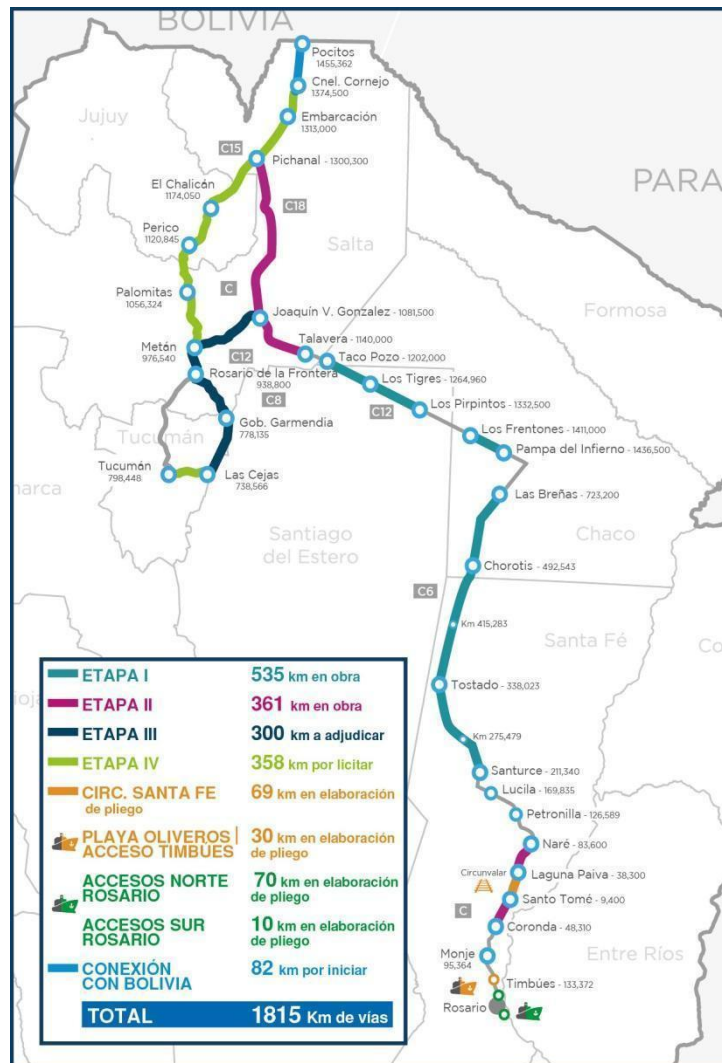 BOLIVIA
Pocitos
1455,362
Cnel. Cornejo
1374,500
Jujuy
Embarcación
1313,000
C15
Pichanal - 1300,300
PARA
El Chalicán
1174,050
C18
Perico
1120,845
Salta
Palomitas
1056,324
C
Formosa
Joaquín V. Gonzalez - 1081,500
Metán
976,540
Talavera - 1140,000
C12
Taco Pozo - 1202,000
Rosario de la Frontera
938,800
Los Tigres - 1264,960
C8
Los Pirpintos - 1332,500
C12
Gob. Garmendia
778,135
Los Frentones - 1411,000
Tucumán
Pampa del Infierno - 1436,500
Tucumán
798,448
Las Cejas
738,566
marca
Las Breñas - 723,200
Santiago
del Estero
Chaco
Chorotis - 492,543
C6
Km 415,283
Santa Fé
Co
ioja
Tostado - 338,023
Km 275,479
Santurce - 211,340
Lucila - 169,835
Petronilla - 126,589
Naré - 83,600
Circunvalar
Laguna Paiva - 38,300
Santo Tomé - 9,400
C
Coronda - 48,310
Entre Ríos
Monje
95,364
Timbúes - 133,372
Rosario
ETAPA I 535 km en obra
ETAPA II 361 km en obra
ETAPA III 300 km a adjudicar
ETAPA IV 358 km por licitar
CIRC. SANTA FE 69 km en elaboración
de pliego
PLAYA OLIVEROS | 30 km en elaboración
ACCESO TIMBÚES de pliego
ACCESOS NORTE 70 km en elaboración
ROSARIO de pliego
ACCESOS SUR 10 km en elaboración
ROSARIO de pliego
CONEXIÓN 82 km por iniciar
CON BOLIVIA
TOTAL 1815 Km de vías